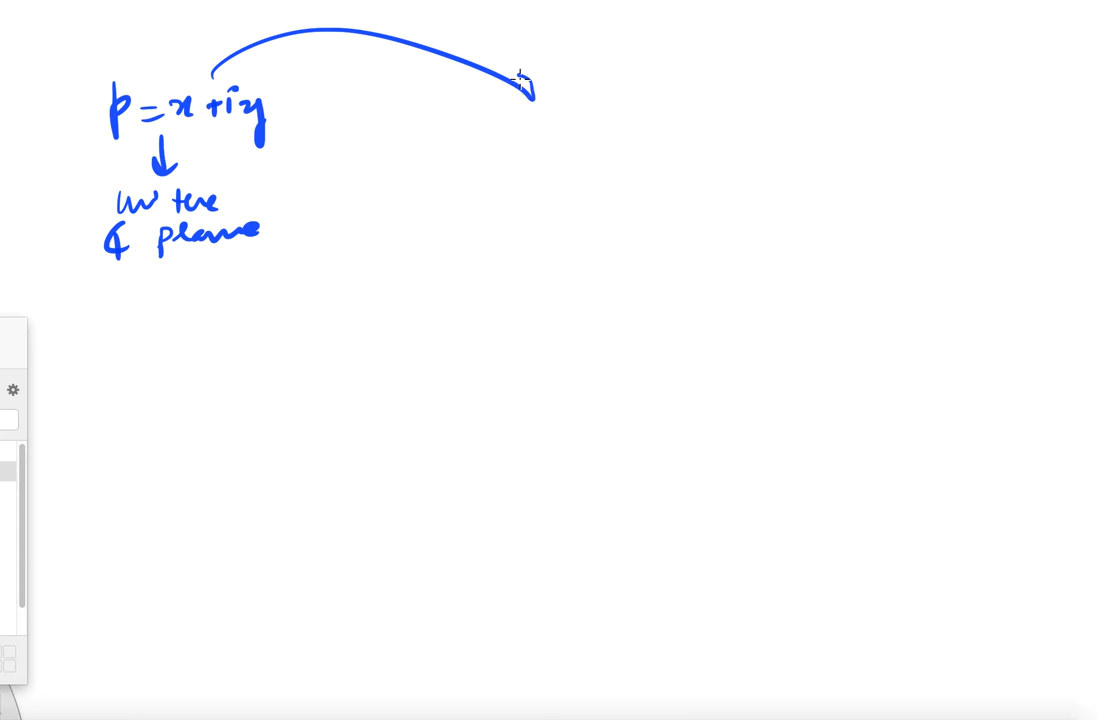 p = x + iy
in the
ℂ plane